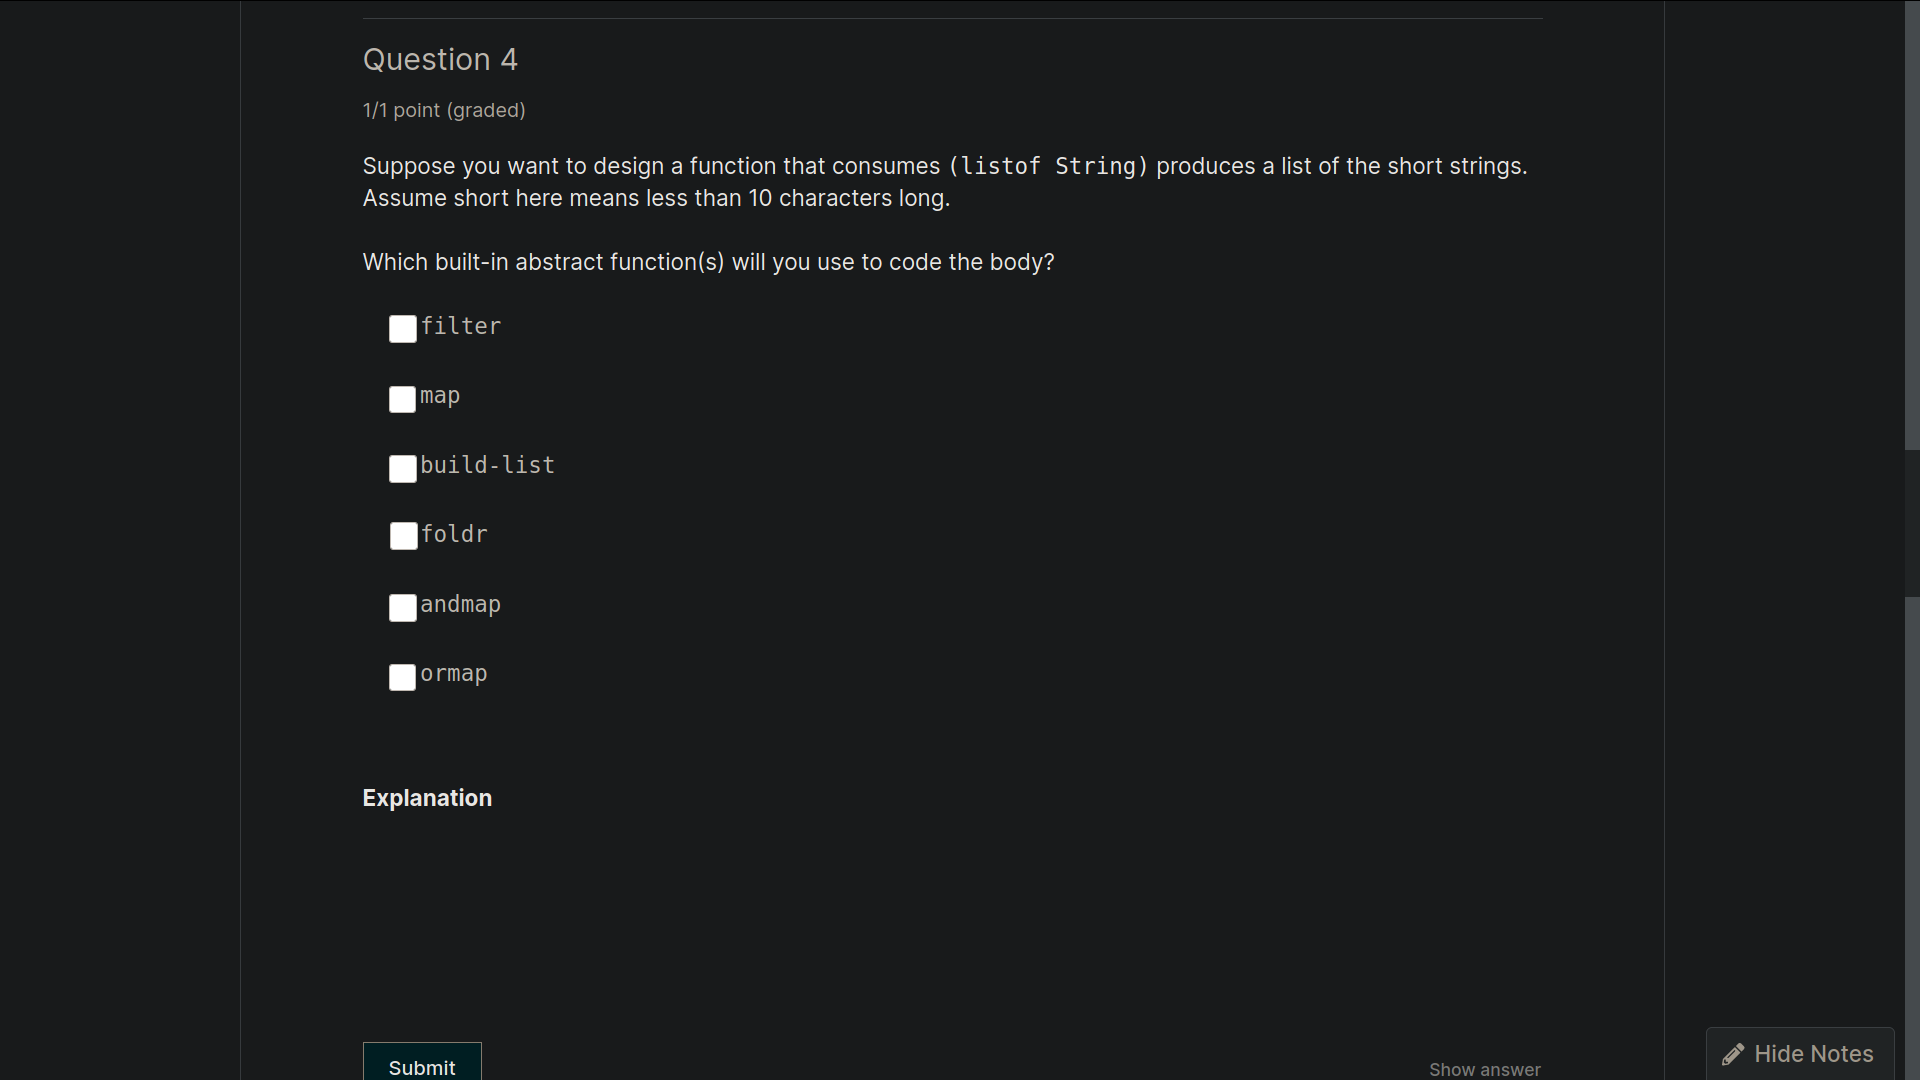 Question 4
1/1 point (graded)
Suppose you want to design a function that consumes (listof String) produces a list of the short strings.
Assume short here means less than 10 characters long.
Which built-in abstract function(s) will you use to code the body?
filter
map
build-list
foldr
andmap
ormap
Explanation
Submit
Show answer
Hide Notes